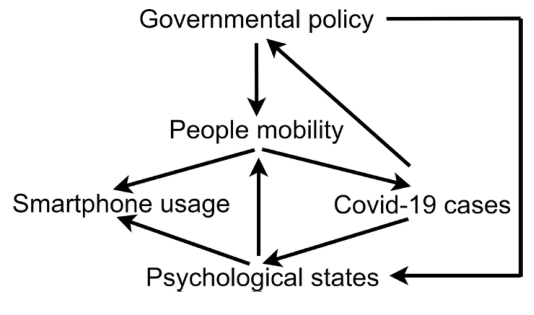 Governmental policy
People mobility
Smartphone usage
Covid-19 cases
Psychological states